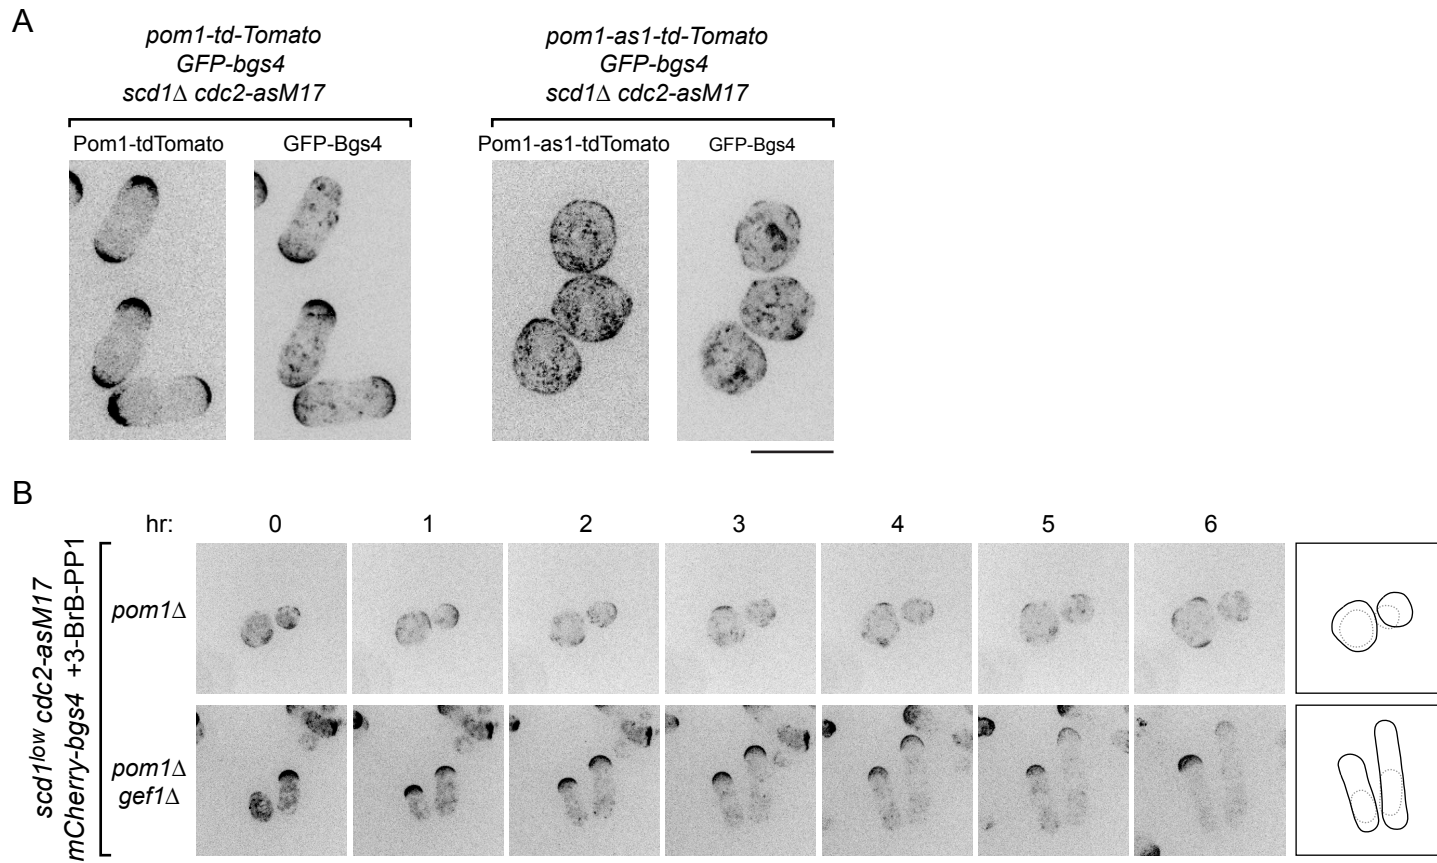 A
pom1-td-Tomato
GFP-bgs4
scd1Δ cdc2-asM17
pom1-as1-td-Tomato
GFP-bgs4
scd1Δ cdc2-asM17
Pom1-tdTomato GFP-Bgs4
Pom1-as1-tdTomato GFP-Bgs4
B
hr: 0 1 2 3 4 5 6
scd1low cdc2-asM17
mCherry-bgs4 +3-BrB-PP1
pom1Δ
pom1Δ
gef1Δ